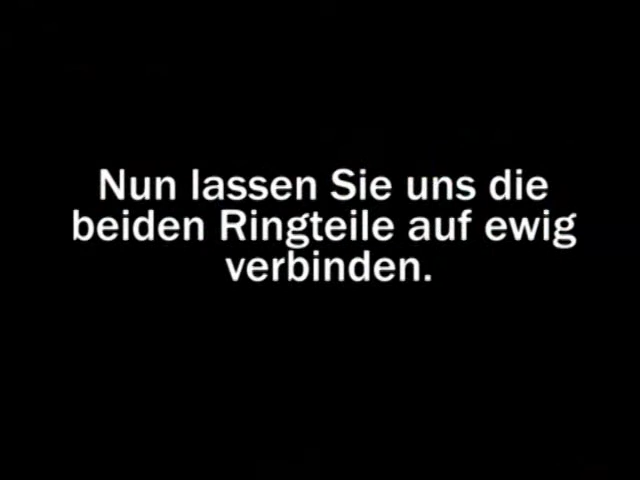 Nun lassen Sie uns die
beiden Ringteile auf ewig
verbinden.